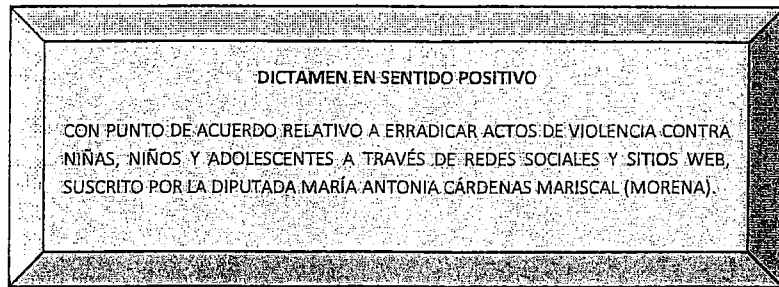 DICTAMEN EN SENTIDO POSITIVO
CON PUNTO DE ACUERDO RELATIVO A ERRADICAR ACTOS DE VIOLENCIA CONTRA
NIÑAS, NIÑOS Y ADOLESCENTES A TRAVÉS DE REDES SOCIALES Y SITIOS WEB,
SUSCRITO POR LA DIPUTADA MARÍA ANTONIA CÁRDENAS MARISCAL (MORENA).